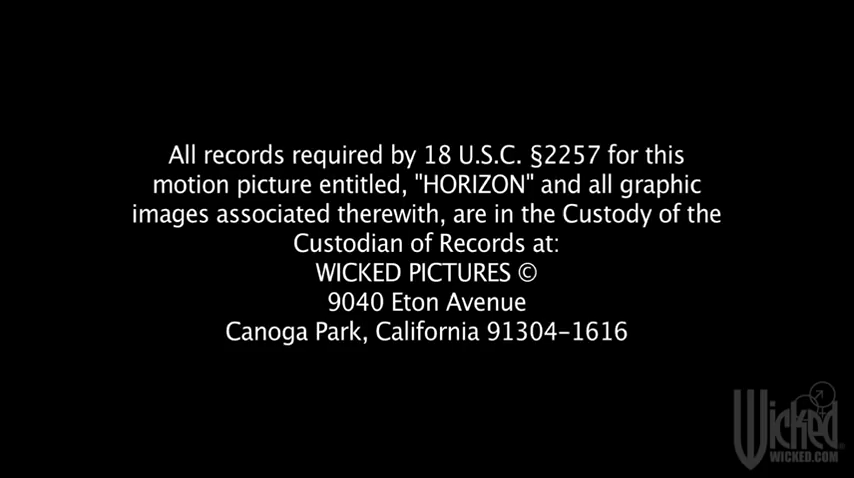 All records required by 18 U.S.C. §2257 for this
motion picture entitled, "HORIZON" and all graphic
images associated therewith, are in the Custody of the
Custodian of Records at:
WICKED PICTURES ©
9040 Eton Avenue
Canoga Park, California 91304-1616
Wicked®
WICKED.COM